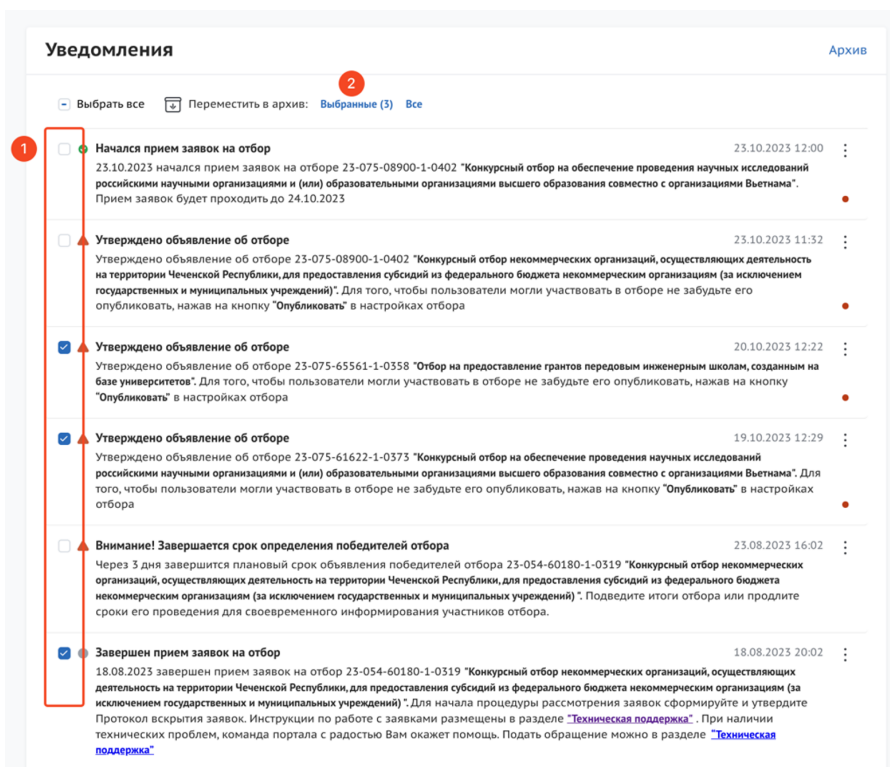 Уведомления
Архив
2
Выбрать все Переместить в архив: Выбранные (3) Все
1
Начался прием заявок на отбор 23.10.2023 12:00
23.10.2023 начался прием заявок на отборе 23-075-08900-1-0402 "Конкурсный отбор на обеспечение проведения научных исследований
российскими научными организациями и (или) образовательными организациями высшего образования совместно с организациями Вьетнама".
Прием заявок будет проходить до 24.10.2023
Утверждено объявление об отборе 23.10.2023 11:32
Утверждено объявление об отборе 23-075-08900-1-0402 "Конкурсный отбор некоммерческих организаций, осуществляющих деятельность
на территории Чеченской Республики, для предоставления субсидий из федерального бюджета некоммерческим организациям (за исключением
государственных и муниципальных учреждений)". Для того, чтобы пользователи могли участвовать в отборе не забудьте его
опубликовать, нажав на кнопку "Опубликовать" в настройках отбора
Утверждено объявление об отборе 20.10.2023 12:22
Утверждено объявление об отборе 23-075-65561-1-0358 "Отбор на предоставление грантов передовым инженерным школам, созданным на
базе университетов". Для того, чтобы пользователи могли участвовать в отборе не забудьте его опубликовать, нажав на кнопку
"Опубликовать" в настройках отбора
Утверждено объявление об отборе 19.10.2023 12:29
Утверждено объявление об отборе 23-075-61622-1-0373 "Конкурсный отбор на обеспечение проведения научных исследований
российскими научными организациями и (или) образовательными организациями высшего образования совместно с организациями Вьетнама". Для
того, чтобы пользователи могли участвовать в отборе не забудьте его опубликовать, нажав на кнопку "Опубликовать" в настройках
отбора
Внимание! Завершается срок определения победителей отбора 23.08.2023 16:02
Через 3 дня завершится плановый срок объявления победителей отбора 23-054-60180-1-0319 "Конкурсный отбор некоммерческих
организаций, осуществляющих деятельность на территории Чеченской Республики, для предоставления субсидий из федерального бюджета
некоммерческим организациям (за исключением государственных и муниципальных учреждений) ". Подведите итоги отбора или продлите
сроки его проведения для своевременного информирования участников отбора.
Завершен прием заявок на отбор 18.08.2023 20:02
18.08.2023 завершен прием заявок на отбор 23-054-60180-1-0319 "Конкурсный отбор некоммерческих организаций, осуществляющих
деятельность на территории Чеченской Республики, для предоставления субсидий из федерального бюджета некоммерческим организациям (за
исключением государственных и муниципальных учреждений) ". Для начала процедуры рассмотрения заявок сформируйте и утвердите
Протокол вскрытия заявок. Инструкции по работе с заявками размещены в разделе "Техническая поддержка" . При наличии
технических проблем, команда портала с радостью Вам окажет помощь. Подать обращение можно в разделе "Техническая
поддержка"